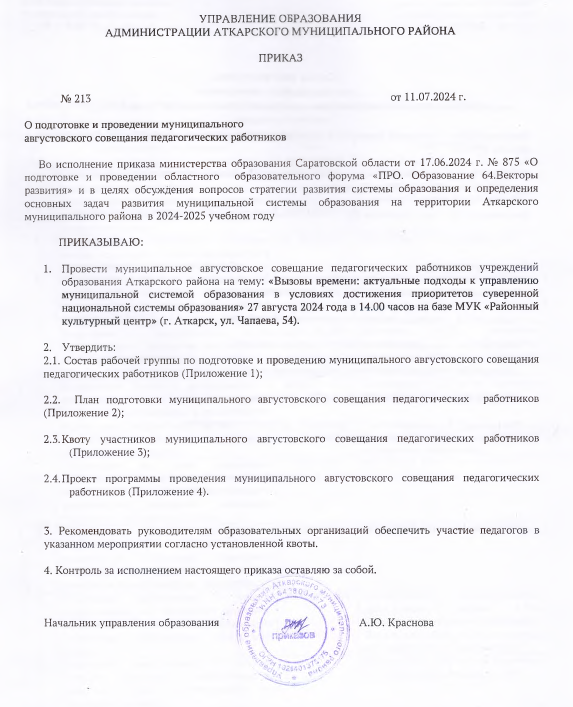 УПРАВЛЕНИЕ ОБРАЗОВАНИЯ
АДМИНИСТРАЦИИ АТКАРСКОГО МУНИЦИПАЛЬНОГО РАЙОНА
ПРИКАЗ
№ 213
от 11.07.2024 г.
О подготовке и проведении муниципального
августовского совещания педагогических работников
Во исполнение приказа министерства образования Саратовской области от 17.06.2024 г. № 875 «О
подготовке и проведении областного образовательного форума «ПРО. Образование 64.Векторы
развития» и в целях обсуждения вопросов стратегии развития системы образования и определения
основных задач развития муниципальной системы образования на территории Аткарского
муниципального района в 2024-2025 учебном году
ПРИКАЗЫВАЮ:
1. Провести муниципальное августовское совещание педагогических работников учреждений
образования Аткарского района на тему: «Вызовы времени: актуальные подходы к управлению
муниципальной системой образования в условиях достижения приоритетов суверенной
национальной системы образования» 27 августа 2024 года в 14.00 часов на базе МУК «Районный
культурный центр» (г. Аткарск, ул. Чапаева, 54).
2. Утвердить:
2.1. Состав рабочей группы по подготовке и проведению муниципального августовского совещания
педагогических работников (Приложение 1);
2.2. План подготовки муниципального августовского совещания педагогических работников
(Приложение 2);
2.3.Квоту участников муниципального августовского совещания педагогических работников
(Приложение 3);
2.4.Проект программы проведения муниципального августовского совещания педагогических
работников (Приложение 4).
3. Рекомендовать руководителям образовательных организаций обеспечить участие педагогов в
указанном мероприятии согласно установленной квоты.
4. Контроль за исполнением настоящего приказа оставляю за собой.
Начальник управления образования
А.Ю. Краснова
Управление образования Аткарского муниципального района
Для
приказов